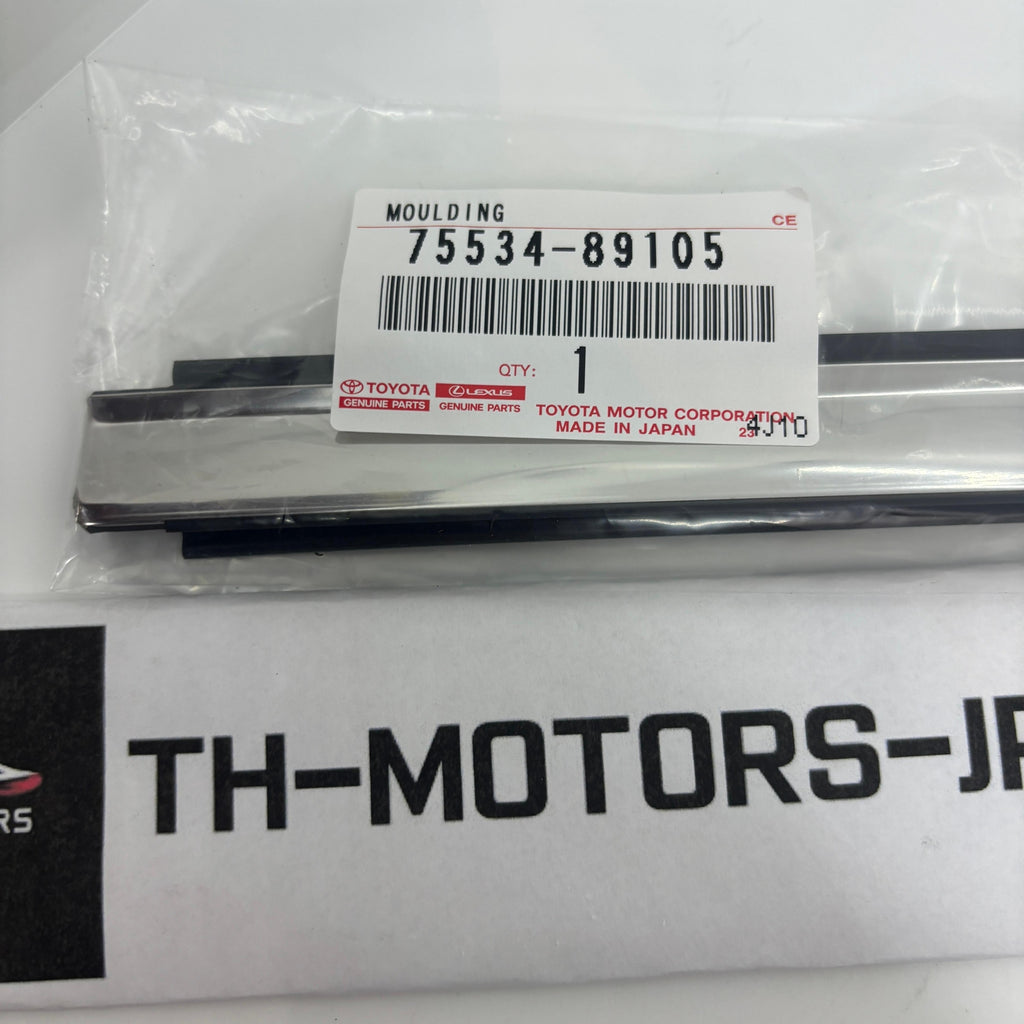 MOULDING
CE
75534-89105
QTY: 1
TOYOTA LEXUS
GENUINE PARTS GENUINE PARTS
TOYOTA MOTOR CORPORATION
MADE IN JAPAN 23 4J10
TH-MOTORS-JP
RS